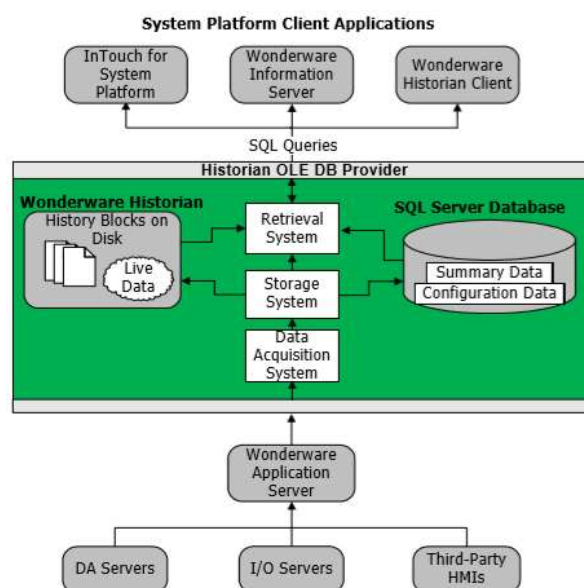 System Platform Client Applications
InTouch for
System
Platform
Wonderware
Information
Server
Wonderware
Historian Client
SQL Queries
Historian OLE DB Provider
Wonderware Historian
History Blocks on
Disk
Live
Data
Retrieval
System
SQL Server Database
Summary Data
Configuration Data
Storage
System
Data
Acquisition
System
Wonderware
Application
Server
DA Servers
I/O Servers
Third-Party
HMIs